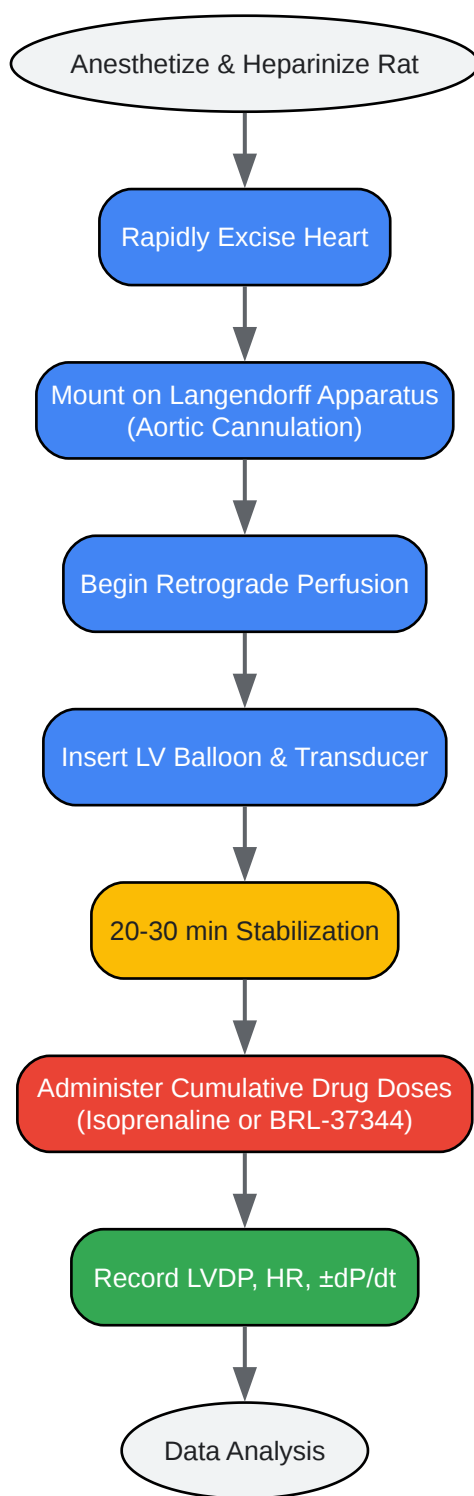 Anesthetize & Heparinize Rat
Rapidly Excise Heart
Mount on Langendorff Apparatus
(Aortic Cannulation)
Begin Retrograde Perfusion
Insert LV Balloon & Transducer
20-30 min Stabilization
Administer Cumulative Drug Doses
(Isoprenaline or BRL-37344)
Record LVDP, HR, ±dP/dt
Data Analysis